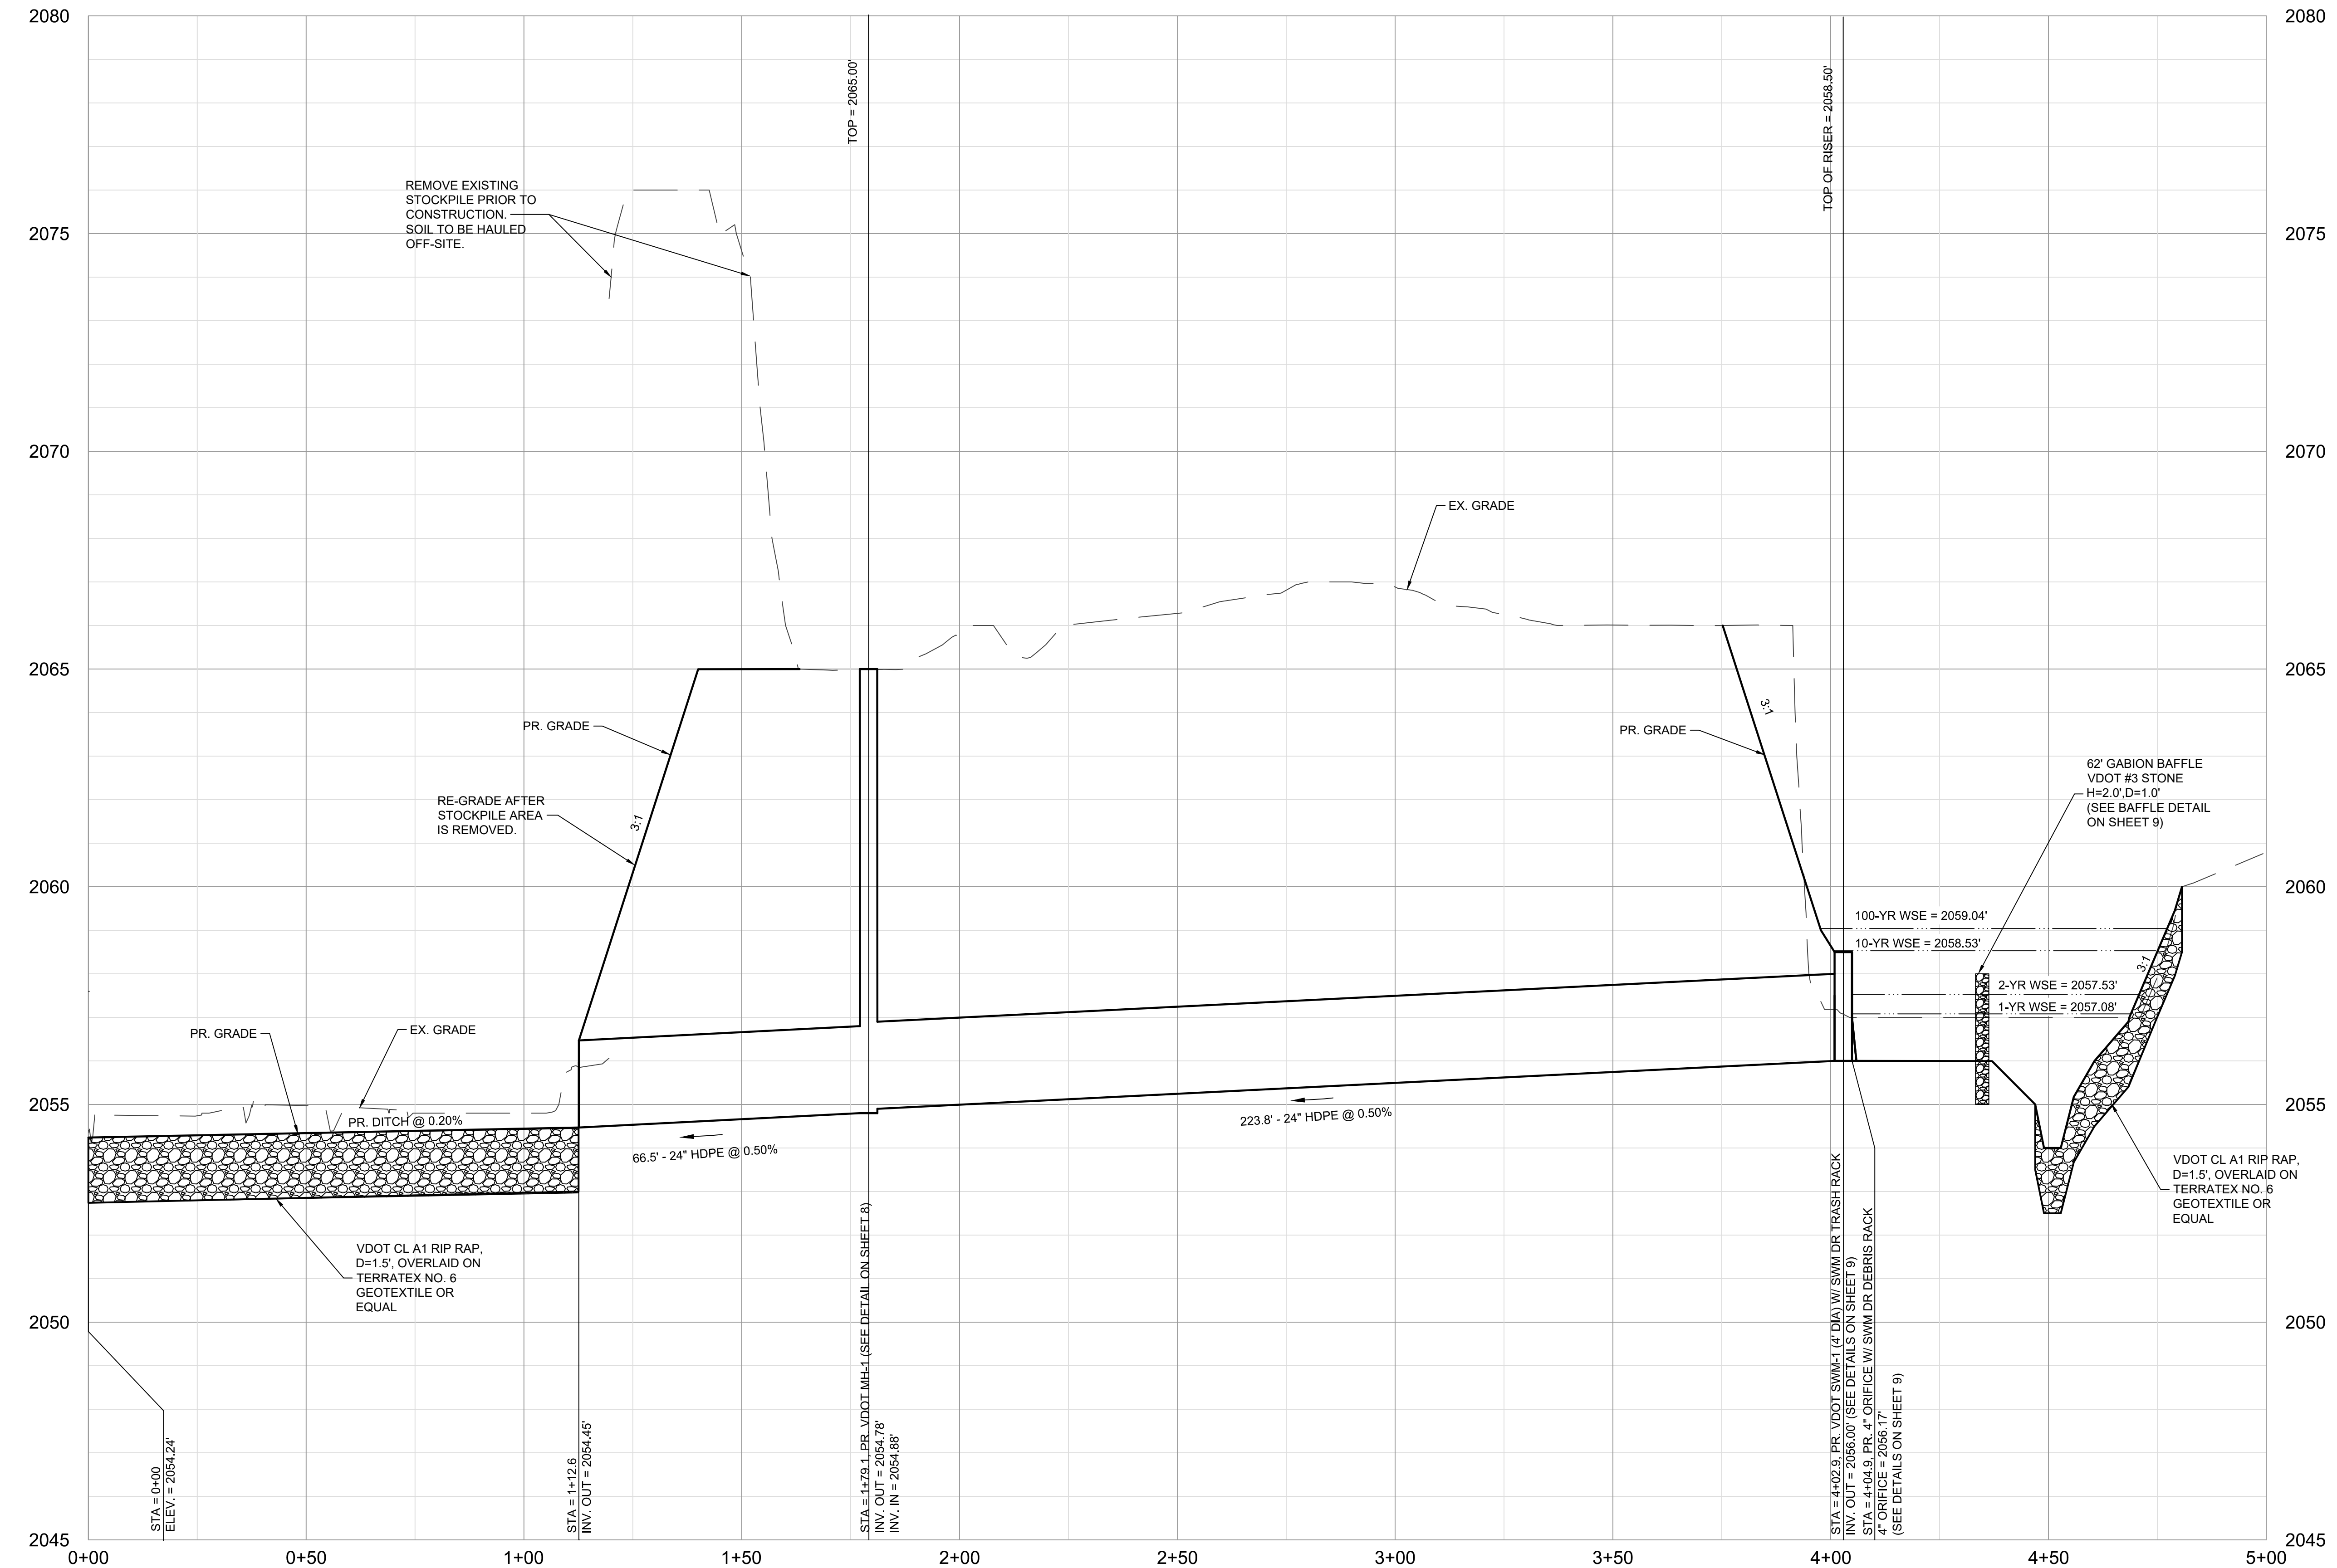 2080
2080
2075
2075
2070
2070
2065
2065
2060
2060
2055
2055
2050
2050
2045
2045
0+00
0+50
1+00
1+50
2+00
2+50
3+00
3+50
4+00
4+50
5+00
TOP = 2065.00'
TOP OF RISER = 2058.50'
REMOVE EXISTING
STOCKPILE PRIOR TO
CONSTRUCTION.
SOIL TO BE HAULED
OFF-SITE.
EX. GRADE
PR. GRADE
3:1
RE-GRADE AFTER
STOCKPILE AREA
IS REMOVED.
PR. GRADE
3:1
62' GABION BAFFLE
VDOT #3 STONE
H=2.0',D=1.0'
(SEE BAFFLE DETAIL
ON SHEET 9)
100-YR WSE = 2059.04'
10-YR WSE = 2058.53'
2-YR WSE = 2057.53'
1-YR WSE = 2057.08'
3:1
PR. GRADE
EX. GRADE
PR. DITCH @ 0.20%
66.5' - 24" HDPE @ 0.50%
223.8' - 24" HDPE @ 0.50%
VDOT CL A1 RIP RAP,
D=1.5', OVERLAID ON
TERRATEX NO. 6
GEOTEXTILE OR
EQUAL
VDOT CL A1 RIP RAP,
D=1.5', OVERLAID ON
TERRATEX NO. 6
GEOTEXTILE OR
EQUAL
STA = 0+00
ELEV. = 2054.24'
STA = 1+12.6
INV. OUT = 2054.45'
STA = 1+79.1, PR. VDOT MH-1 (SEE DETAIL ON SHEET 8)
INV. OUT = 2054.78'
INV. IN = 2054.88'
STA = 4+02.9, PR. VDOT SWM-1 (4' DIA) W/ SWM DR TRASH RACK
INV. OUT = 2056.00' (SEE DETAILS ON SHEET 9)
STA = 4+04.9, PR. 4" ORIFICE W/ SWM DR DEBRIS RACK
4" ORIFICE = 2056.17'
(SEE DETAILS ON SHEET 9)